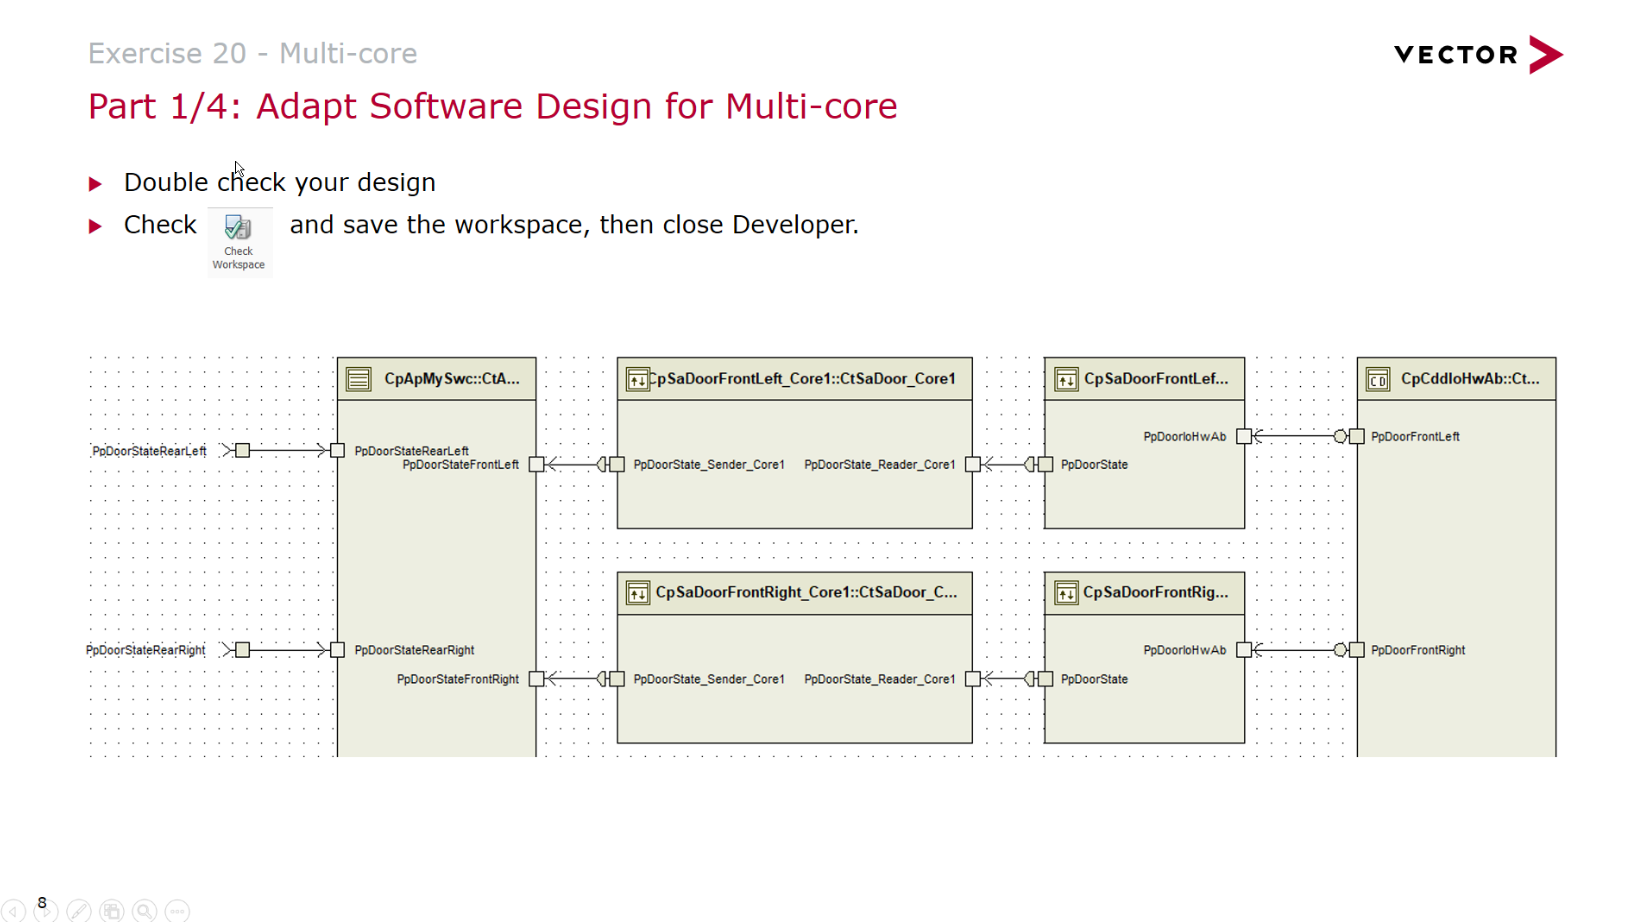 Exercise 20 - Multi-core
VECTOR
Part 1/4: Adapt Software Design for Multi-core
Double check your design
Check and save the workspace, then close Developer.
Check
Workspace
CpApMySwc::CtA...
CpSaDoorFrontLeft_Core1::CtSaDoor_Core1
CpSaDoorFrontLef...
CpCddIoHwAb::Ct...
PpDoorStateRearLeft
PpDoorStateRearLeft
PpDoorStateFrontLeft
PpDoorState_Sender_Core1
PpDoorState_Reader_Core1
PpDoorIoHwAb
PpDoorState
PpDoorFrontLeft
CpSaDoorFrontRight_Core1::CtSaDoor_C...
CpSaDoorFrontRig...
PpDoorStateRearRight
PpDoorStateRearRight
PpDoorStateFrontRight
PpDoorState_Sender_Core1
PpDoorState_Reader_Core1
PpDoorIoHwAb
PpDoorState
PpDoorFrontRight
8